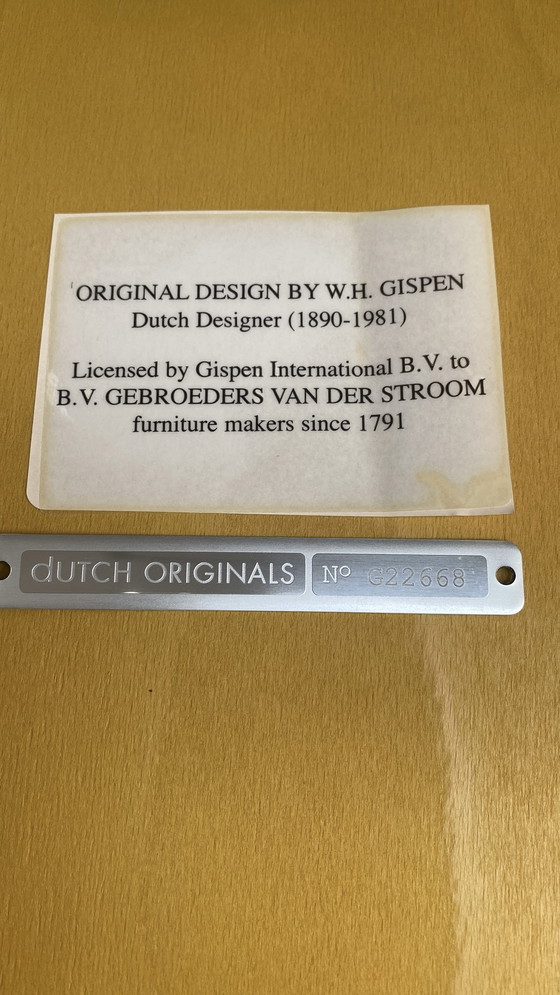 ORIGINAL DESIGN BY W.H. GISPEN
Dutch Designer (1890-1981)
Licensed by Gispen International B.V. to
B.V. GEBROEDERS VAN DER STROOM
furniture makers since 1791
dUTCH ORIGINALS Nº G22668